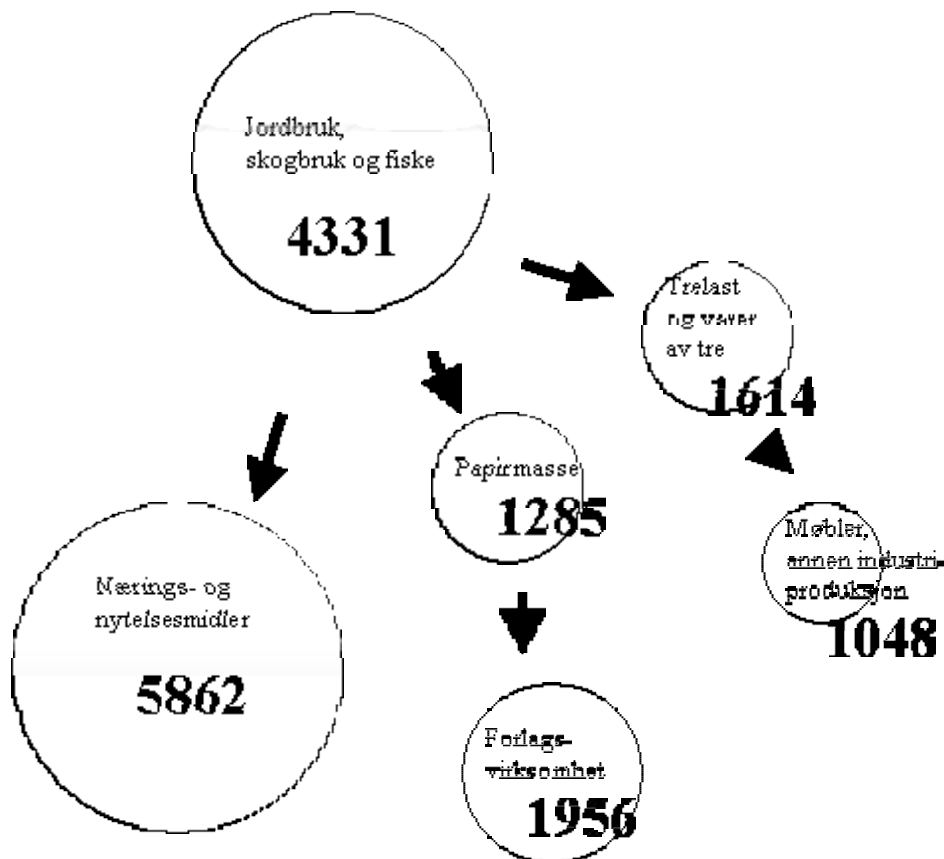 Jordbruk,
skogbruk og fiske
4331
Trelast
og varer
av tre
1614
Papirmasse
1285
Møbler,
annen industri-
produksjon
1048
Nærings- og
nytelsesmidler
5862
Forlags-
virksomhet
1956